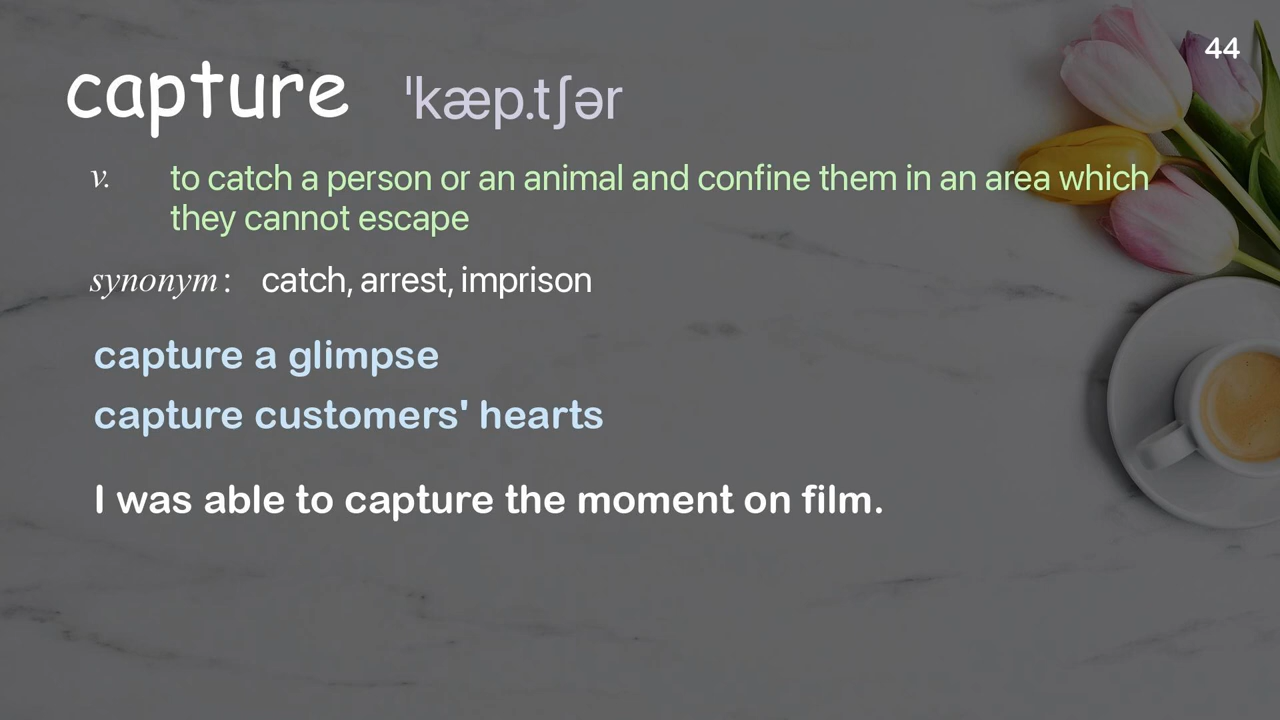 44
capture ˈkæp.tʃər
v. to catch a person or an animal and confine them in an area which
they cannot escape
synonym: catch, arrest, imprison
capture a glimpse
capture customers' hearts
I was able to capture the moment on film.